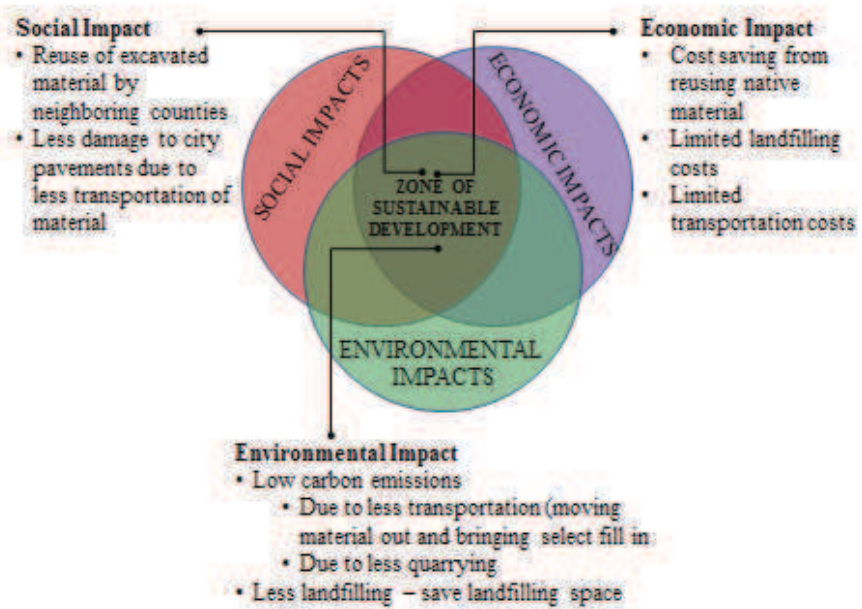 Social Impact
• Reuse of excavated
material by
neighboring counties
• Less damage to city
pavements due to
less transportation of
material
Economic Impact
• Cost saving from
reusing native
material
• Limited landfilling
costs
• Limited
transportation costs
SOCIAL IMPACTS
ECONOMIC IMPACTS
ZONE OF
SUSTAINABLE
DEVELOPMENT
ENVIRONMENTAL
IMPACTS
Environmental Impact
• Low carbon emissions
• Due to less transportation (moving
material out and bringing select fill in
• Due to less quarrying
• Less landfilling – save landfilling space